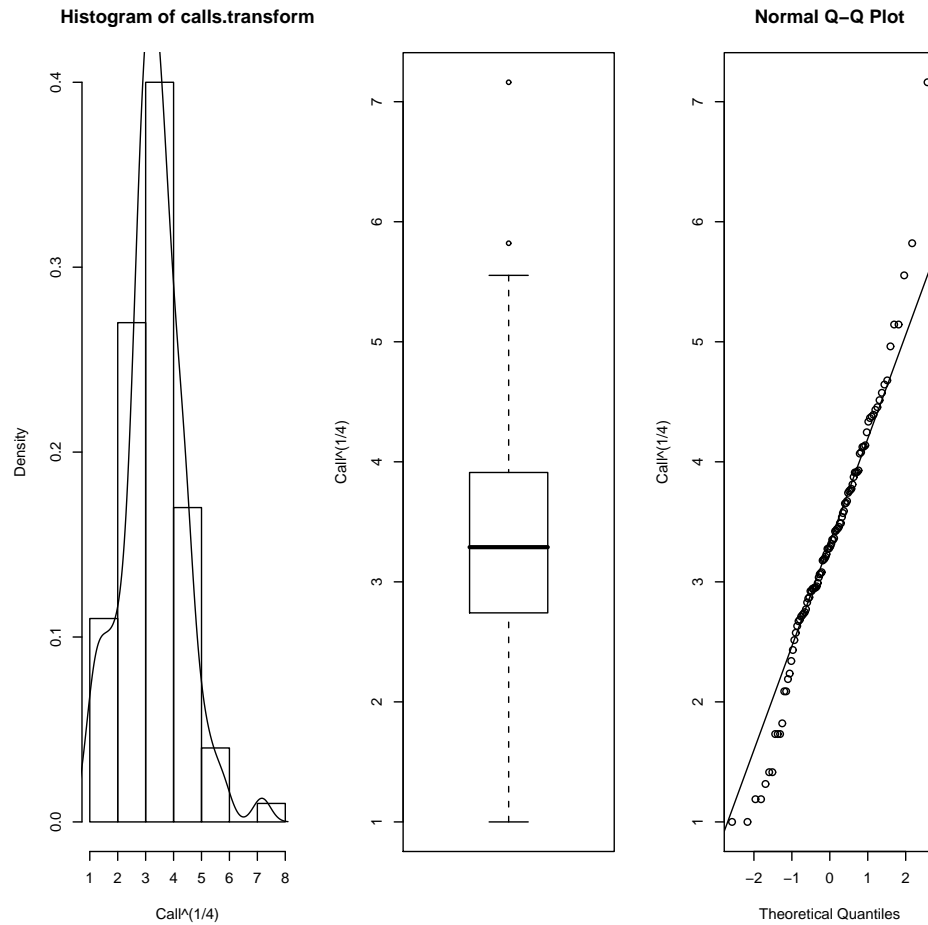 Histogram of calls.transform
Density
0.0
0.1
0.2
0.3
0.4
1 2 3 4 5 6 7 8
Call^(1/4)
Call^(1/4)
1
2
3
4
5
6
7
Normal Q−Q Plot
Call^(1/4)
1
2
3
4
5
6
7
−2 −1 0 1 2
Theoretical Quantiles